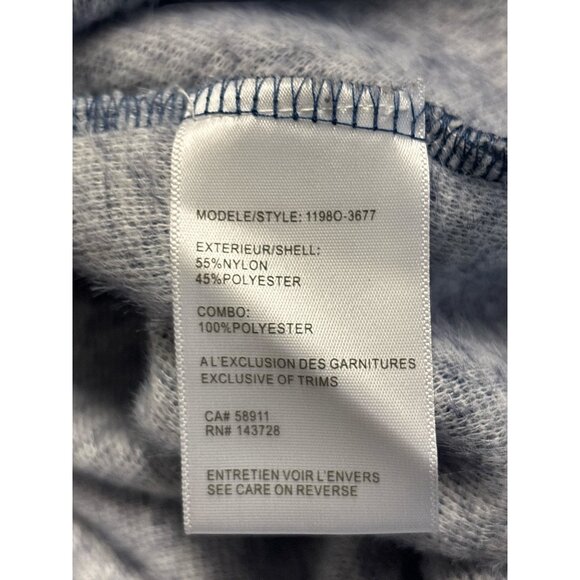 MODELE/STYLE: 1198O-3677
EXTERIEUR/SHELL:
55%NYLON
45%POLYESTER
COMBO:
100%POLYESTER
A L'EXCLUSION DES GARNITURES
EXCLUSIVE OF TRIMS
CA# 58911
RN# 143728
ENTRETIEN VOIR L'ENVERS
SEE CARE ON REVERSE